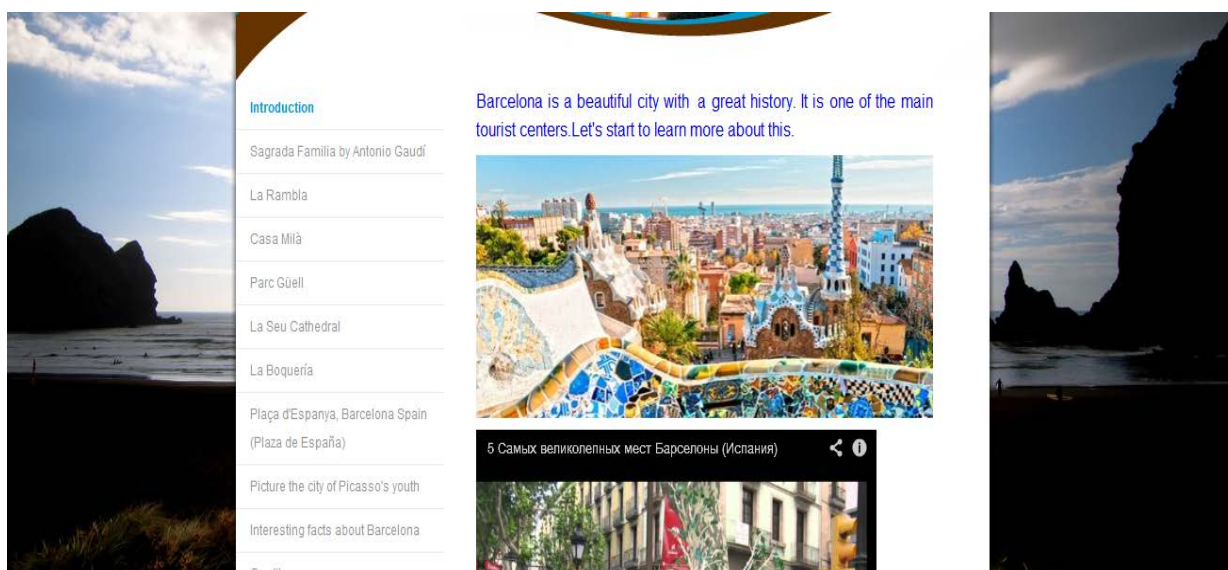 Introduction
Sagrada Familia by Antonio Gaudí
La Rambla
Casa Milà
Parc Güell
La Seu Cathedral
La Boquería
Plaça d'Espanya, Barcelona Spain
(Plaza de España)
Picture the city of Picasso's youth
Interesting facts about Barcelona
Barcelona is a beautiful city with a great history. It is one of the main
tourist centers.Let's start to learn more about this.
5 Самых великолепных мест Барселоны (Испания)